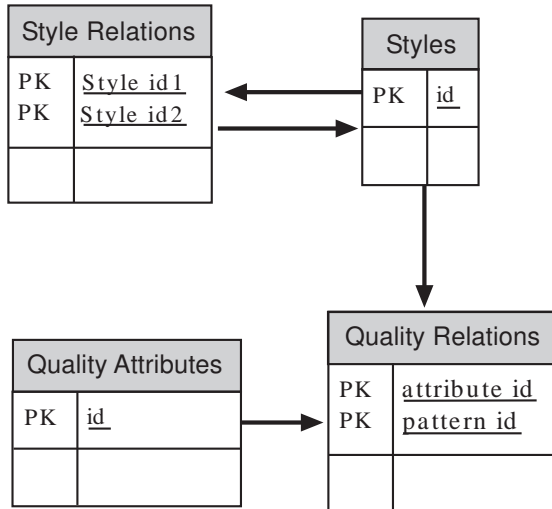 Style Relations
PK Style id1
PK Style id2
Styles
PK id
Quality Attributes
PK id
Quality Relations
PK attribute id
PK pattern id